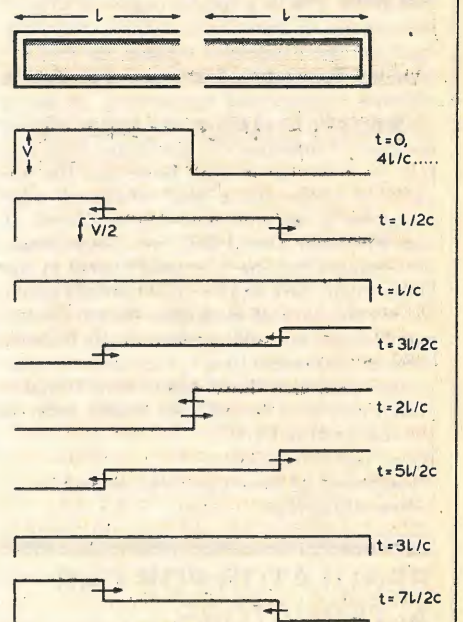 l l
V
t=0,
4l/c.....
V/2
t=l/2c
t=l/c
t=3l/2c
t=2l/c
t=5l/2c
t=3l/c
t=7l/2c